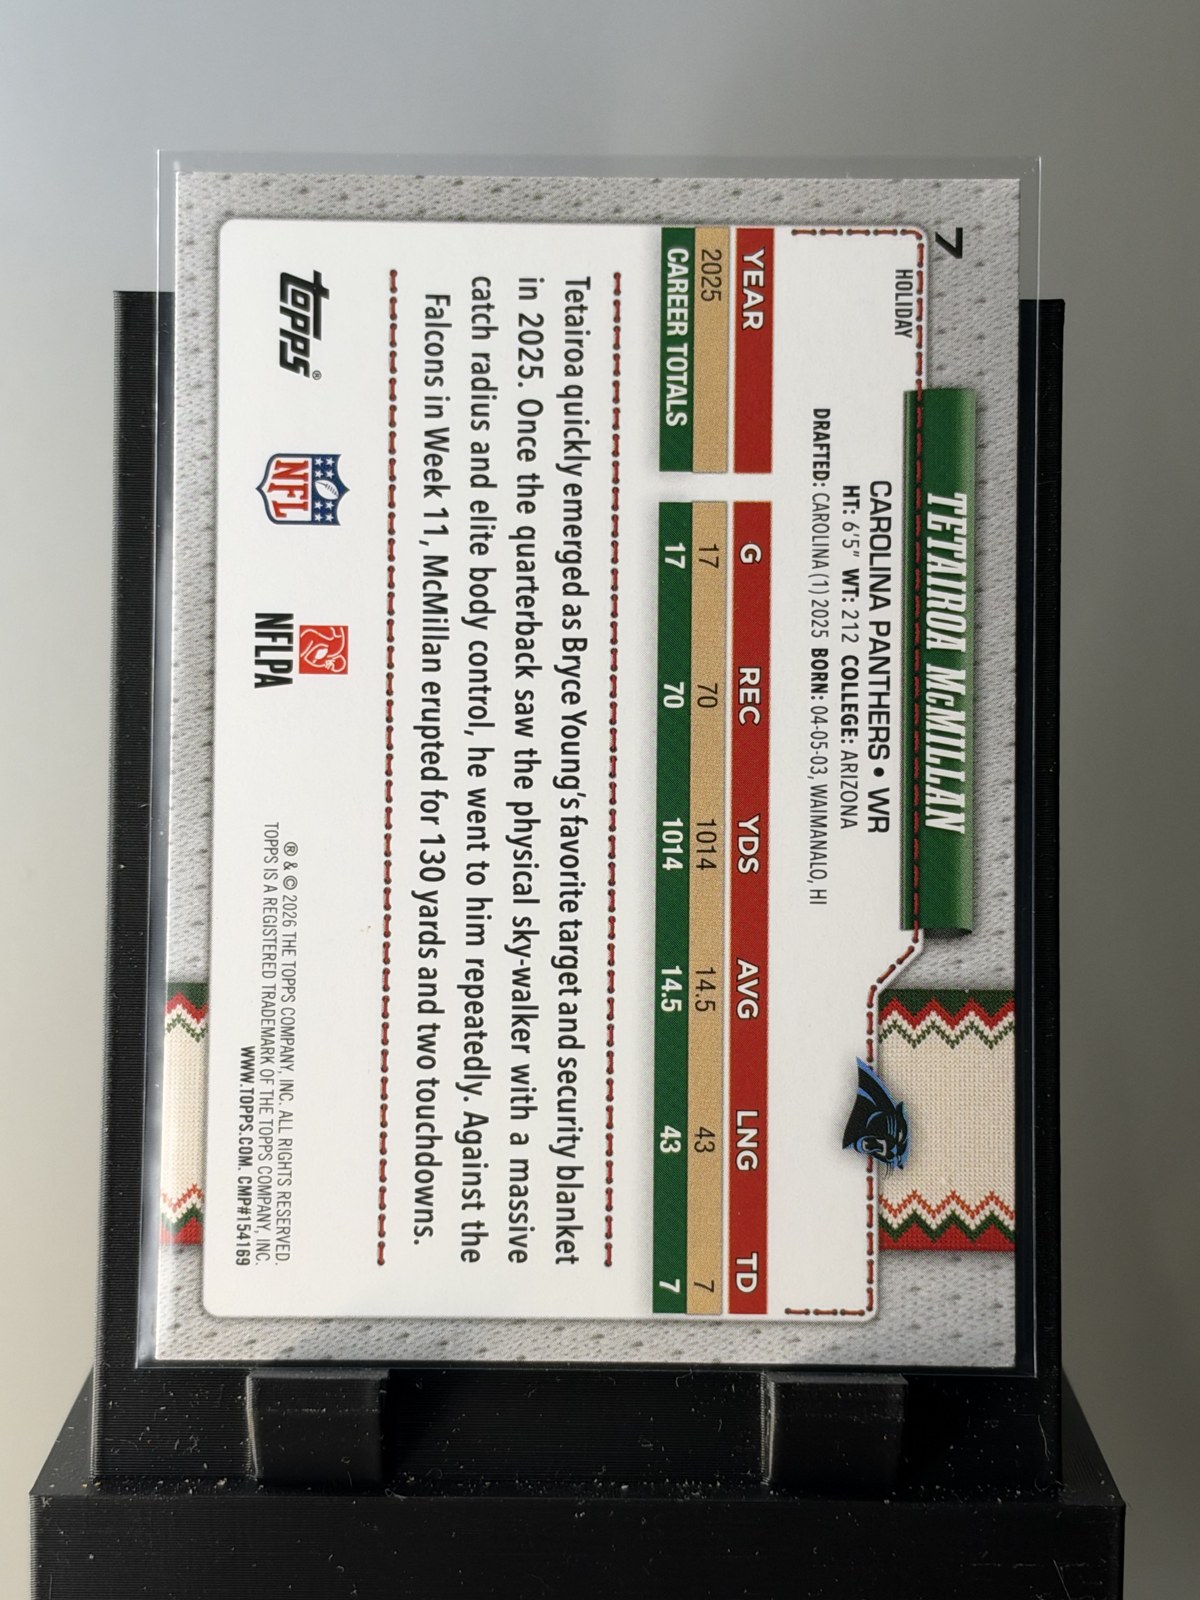 7
HOLIDAY
TETAIROA McMILLAN
CAROLINA PANTHERS • WR
HT: 6'5" WT: 212 COLLEGE: ARIZONA
DRAFTED: CAROLINA (1) 2025 BORN: 04-05-03, WAIMANALO, HI
YEAR G REC YDS AVG LNG TD
2025 17 70 1014 14.5 43 7
CAREER TOTALS 17 70 1014 14.5 43 7
Tetairoa quickly emerged as Bryce Young's favorite target and security blanket
in 2025. Once the quarterback saw the physical sky-walker with a massive
catch radius and elite body control, he went to him repeatedly. Against the
Falcons in Week 11, McMillan erupted for 130 yards and two touchdowns.
topps®
NFL
NFLPA
® & © 2026 THE TOPPS COMPANY, INC. ALL RIGHTS RESERVED.
TOPPS IS A REGISTERED TRADEMARK OF THE TOPPS COMPANY, INC.
WWW.TOPPS.COM. CMP#154169